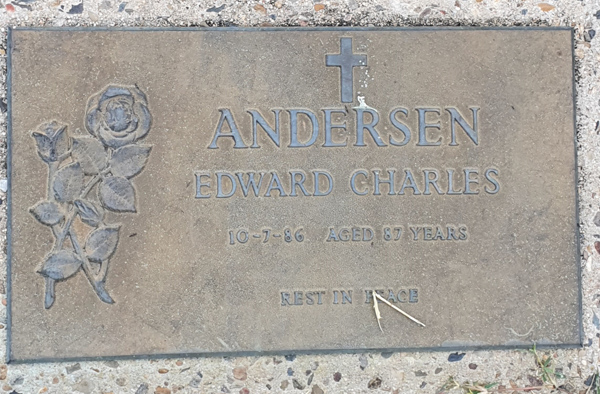 ANDERSEN
EDWARD CHARLES
10-7-86 AGED 87 YEARS
REST IN PEACE